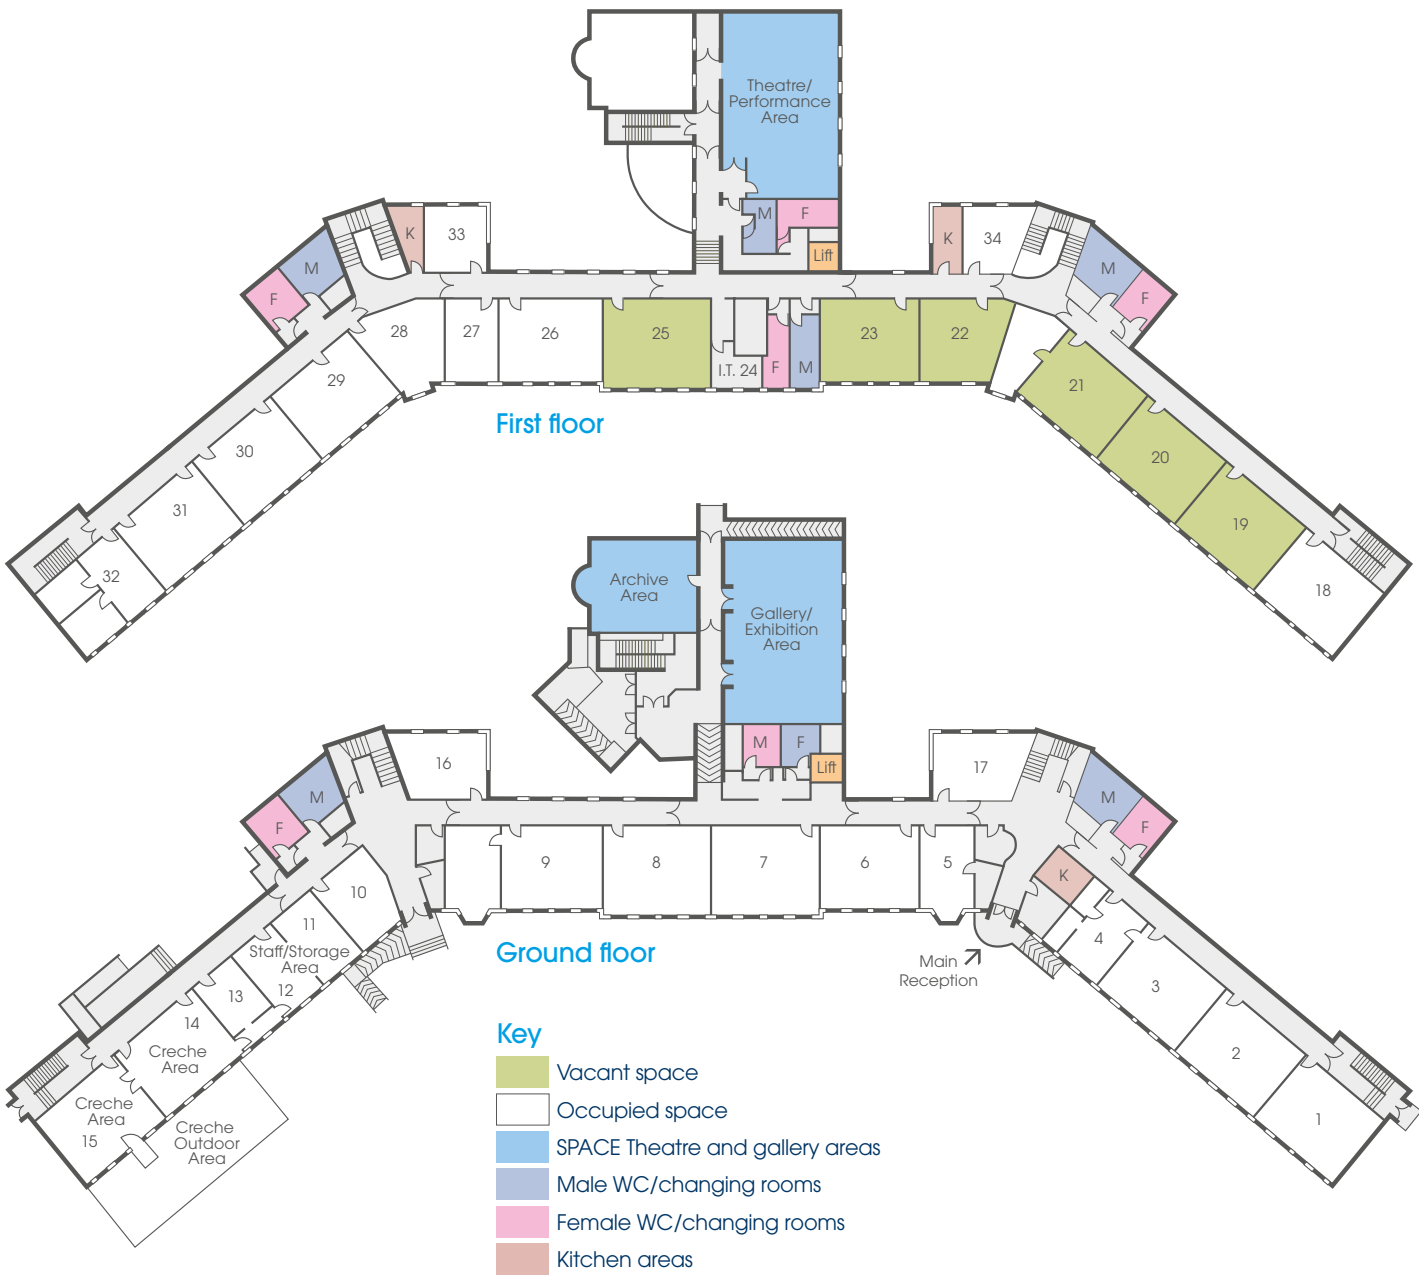 Theatre/
Performance
Area
M
F
Lift
K
33
K
34
M
F
M
F
28
27
26
25
I.T. 24
F
M
23
22
29
21
30
20
31
19
32
18
First floor
Archive
Area
Gallery/
Exhibition
Area
M
F
Lift
16
17
M
F
M
F
10
9
8
7
6
5
K
11
Staff/Storage
Area
12
13
14
Creche
Area
Creche
Area
15
Creche
Outdoor
Area
4
3
2
1
Main
Reception
Ground floor
Key
Vacant space
Occupied space
SPACE Theatre and gallery areas
Male WC/changing rooms
Female WC/changing rooms
Kitchen areas